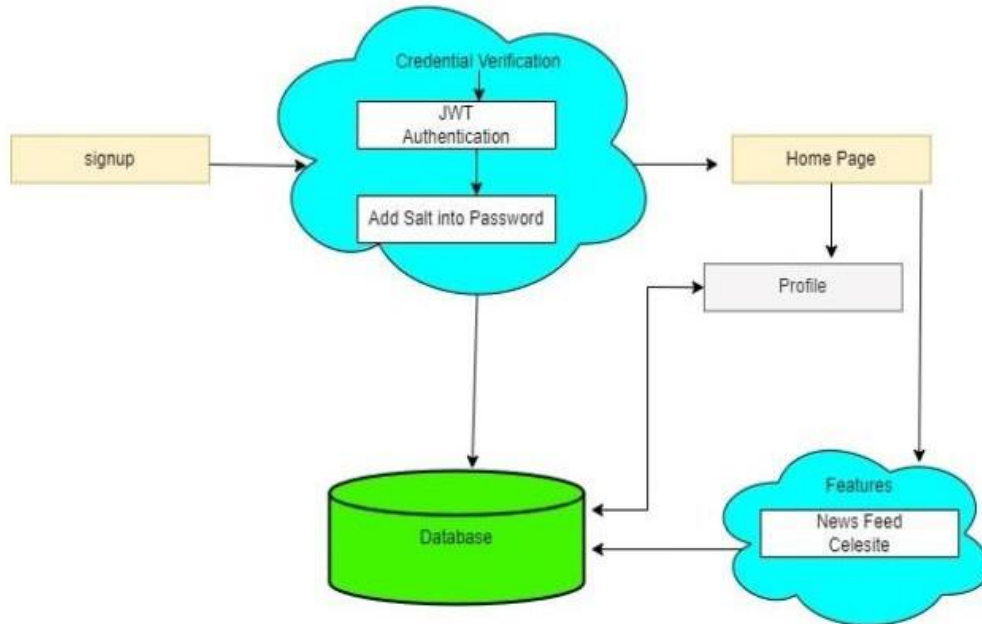 Credential Verification
JWT
Authentication
signup
Home Page
Add Salt into Password
Profile
Features
News Feed
Celesite
Database